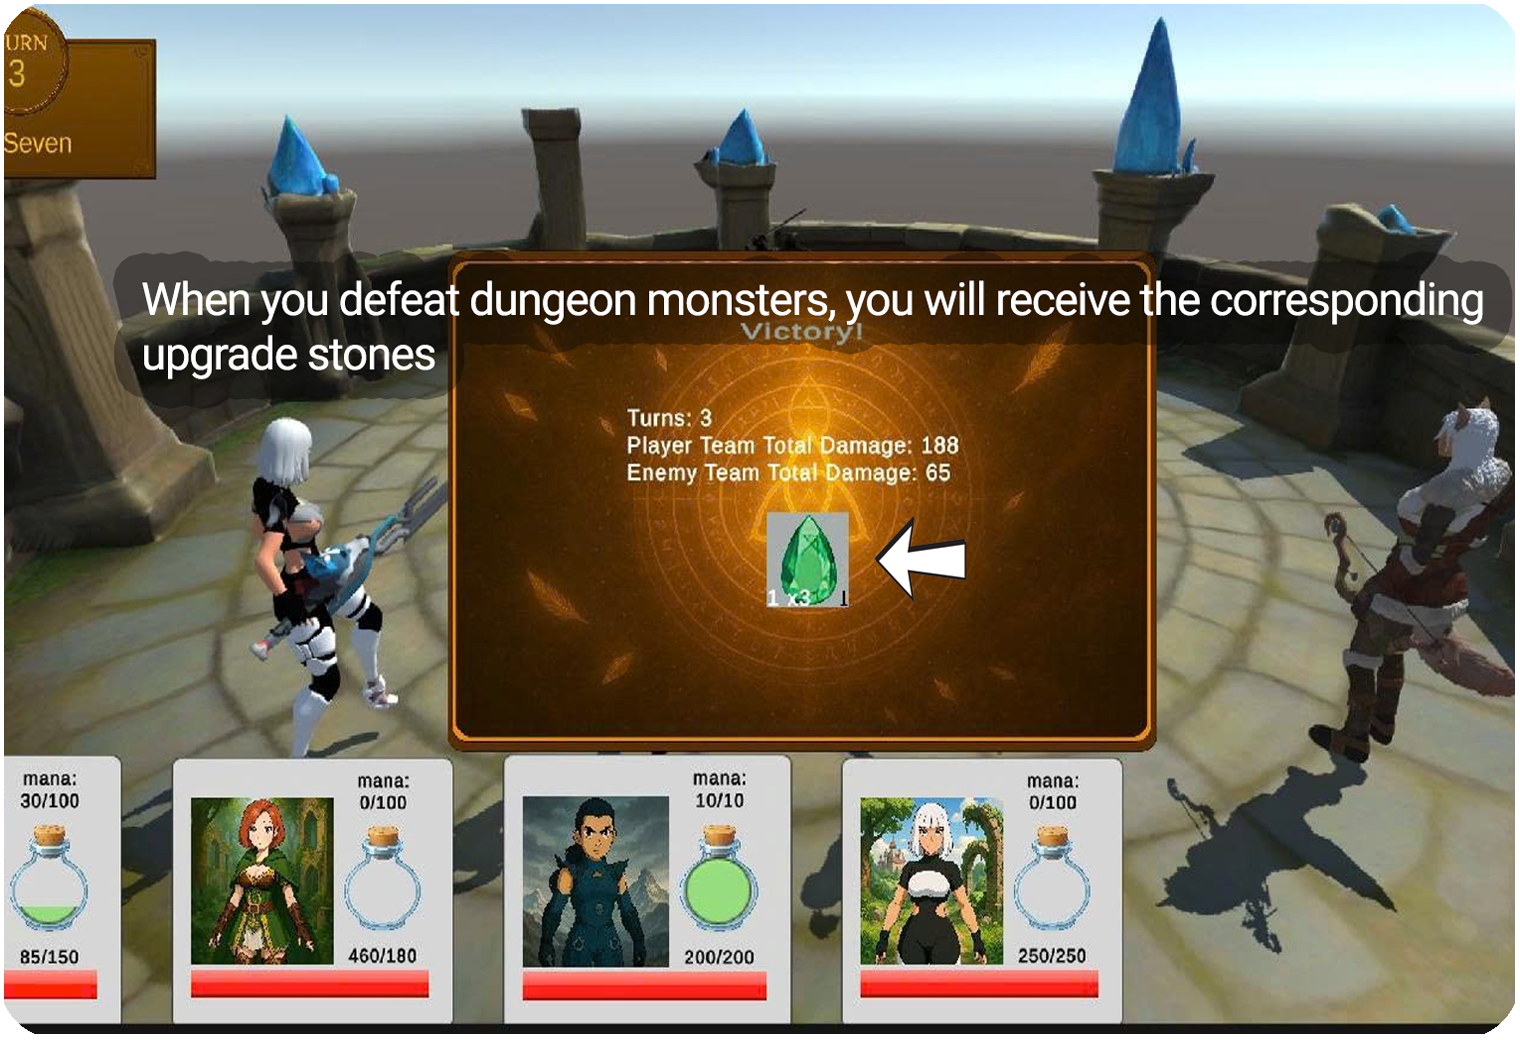 URN
3
Seven
When you defeat dungeon monsters, you will receive the corresponding
upgrade stones
Victory!
Turns: 3
Player Team Total Damage: 188
Enemy Team Total Damage: 65
1 x3 1
mana:
30/100
85/150
mana:
0/100
460/180
mana:
10/10
200/200
mana:
0/100
250/250